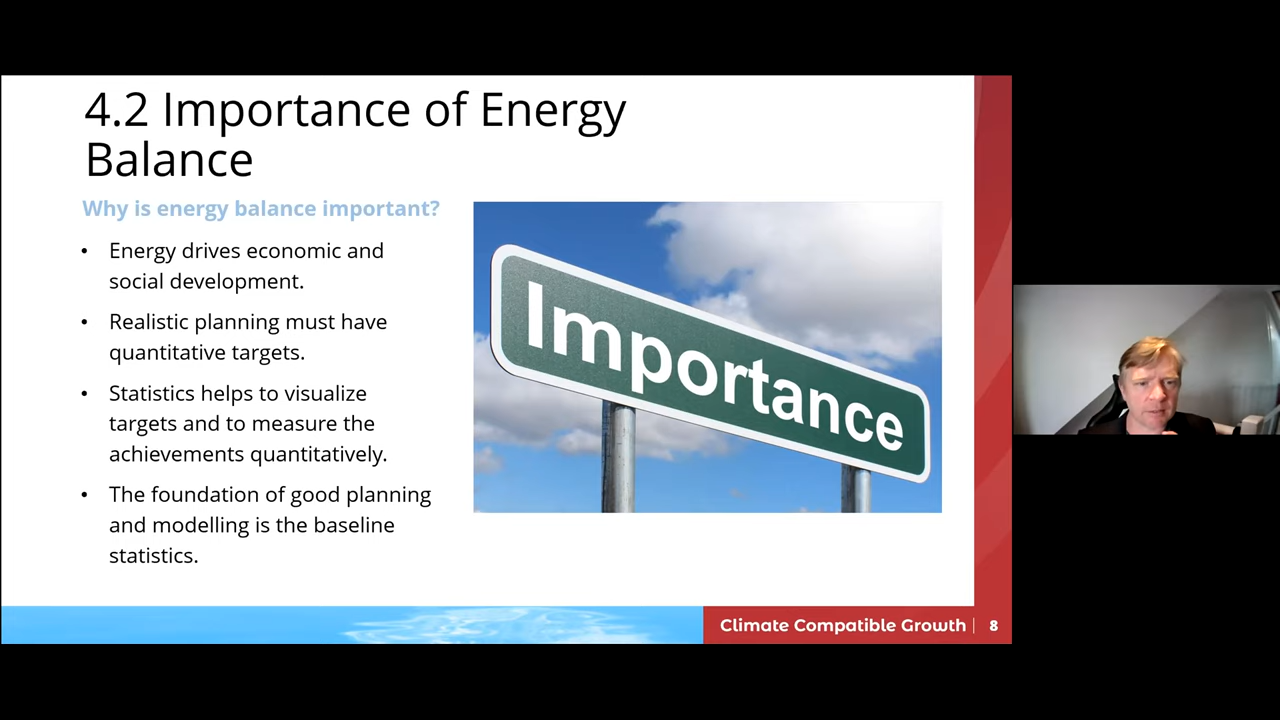 4.2 Importance of Energy
Balance
Why is energy balance important?
• Energy drives economic and
social development.
• Realistic planning must have
quantitative targets.
• Statistics helps to visualize
targets and to measure the
achievements quantitatively.
• The foundation of good planning
and modelling is the baseline
statistics.
Importance
Climate Compatible Growth | 8